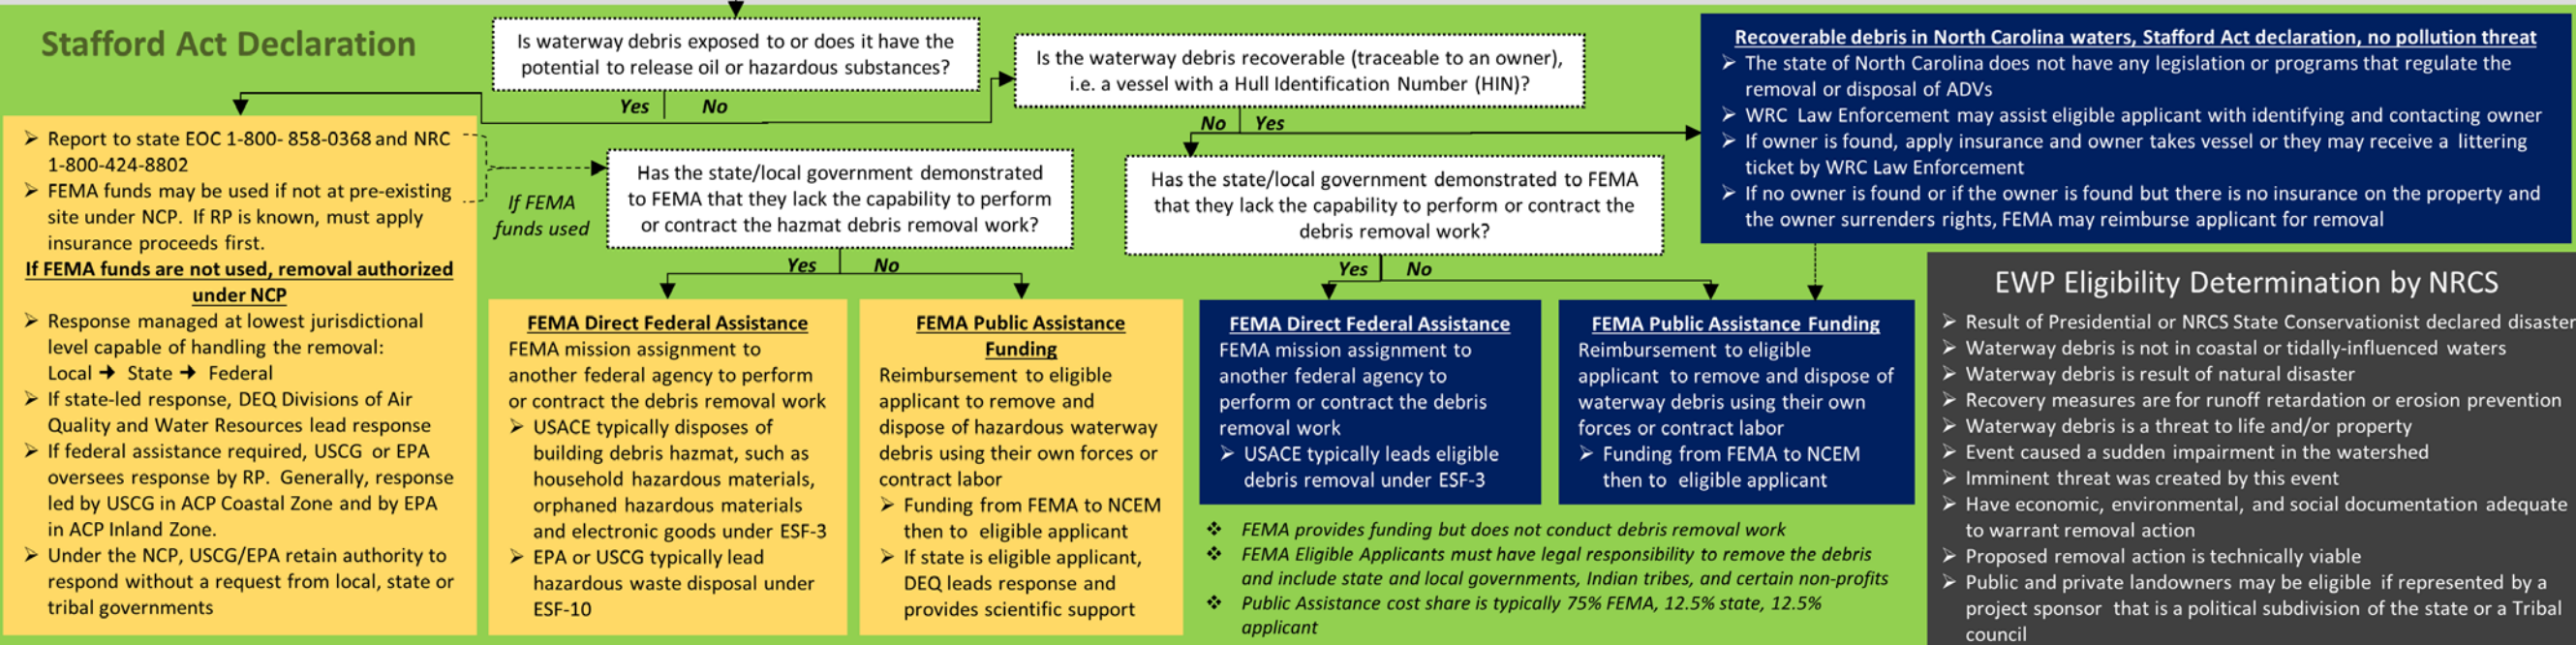 Stafford Act Declaration
Is waterway debris exposed to or does it have the
potential to release oil or hazardous substances?
Yes
No
Is the waterway debris recoverable (traceable to an owner),
i.e. a vessel with a Hull Identification Number (HIN)?
No
Yes
Recoverable debris in North Carolina waters, Stafford Act declaration, no pollution threat
➢ The state of North Carolina does not have any legislation or programs that regulate the
removal or disposal of ADVs
➢ WRC Law Enforcement may assist eligible applicant with identifying and contacting owner
➢ If owner is found, apply insurance and owner takes vessel or they may receive a littering
ticket by WRC Law Enforcement
➢ If no owner is found or if the owner is found but there is no insurance on the property and
the owner surrenders rights, FEMA may reimburse applicant for removal
➢ Report to state EOC 1-800- 858-0368 and NRC
1-800-424-8802
➢ FEMA funds may be used if not at pre-existing
site under NCP. If RP is known, must apply
insurance proceeds first.
If FEMA funds are not used, removal authorized
under NCP
➢ Response managed at lowest jurisdictional
level capable of handling the removal:
Local ➔ State ➔ Federal
➢ If state-led response, DEQ Divisions of Air
Quality and Water Resources lead response
➢ If federal assistance required, USCG or EPA
oversees response by RP. Generally, response
led by USCG in ACP Coastal Zone and by EPA
in ACP Inland Zone.
➢ Under the NCP, USCG/EPA retain authority to
respond without a request from local, state or
tribal governments
If FEMA
funds used
Has the state/local government demonstrated
to FEMA that they lack the capability to perform
or contract the hazmat debris removal work?
Yes
No
FEMA Direct Federal Assistance
FEMA mission assignment to
another federal agency to perform
or contract the debris removal work
➢ USACE typically disposes of
building debris hazmat, such as
household hazardous materials,
orphaned hazardous materials
and electronic goods under ESF-3
➢ EPA or USCG typically lead
hazardous waste disposal under
ESF-10
FEMA Public Assistance
Funding
Reimbursement to eligible
applicant to remove and
dispose of hazardous waterway
debris using their own forces or
contract labor
➢ Funding from FEMA to NCEM
then to eligible applicant
➢ If state is eligible applicant,
DEQ leads response and
provides scientific support
Has the state/local government demonstrated to FEMA
that they lack the capability to perform or contract the
debris removal work?
Yes
No
FEMA Direct Federal Assistance
FEMA mission assignment to
another federal agency to
perform or contract the debris
removal work
➢ USACE typically leads eligible
debris removal under ESF-3
FEMA Public Assistance Funding
Reimbursement to eligible
applicant to remove and dispose of
waterway debris using their own
forces or contract labor
➢ Funding from FEMA to NCEM
then to eligible applicant
❖ FEMA provides funding but does not conduct debris removal work
❖ FEMA Eligible Applicants must have legal responsibility to remove the debris
and include state and local governments, Indian tribes, and certain non-profits
❖ Public Assistance cost share is typically 75% FEMA, 12.5% state, 12.5%
applicant
EWP Eligibility Determination by NRCS
➢ Result of Presidential or NRCS State Conservationist declared disaster
➢ Waterway debris is not in coastal or tidally-influenced waters
➢ Waterway debris is result of natural disaster
➢ Recovery measures are for runoff retardation or erosion prevention
➢ Waterway debris is a threat to life and/or property
➢ Event caused a sudden impairment in the watershed
➢ Imminent threat was created by this event
➢ Have economic, environmental, and social documentation adequate
to warrant removal action
➢ Proposed removal action is technically viable
➢ Public and private landowners may be eligible if represented by a
project sponsor that is a political subdivision of the state or a Tribal
council